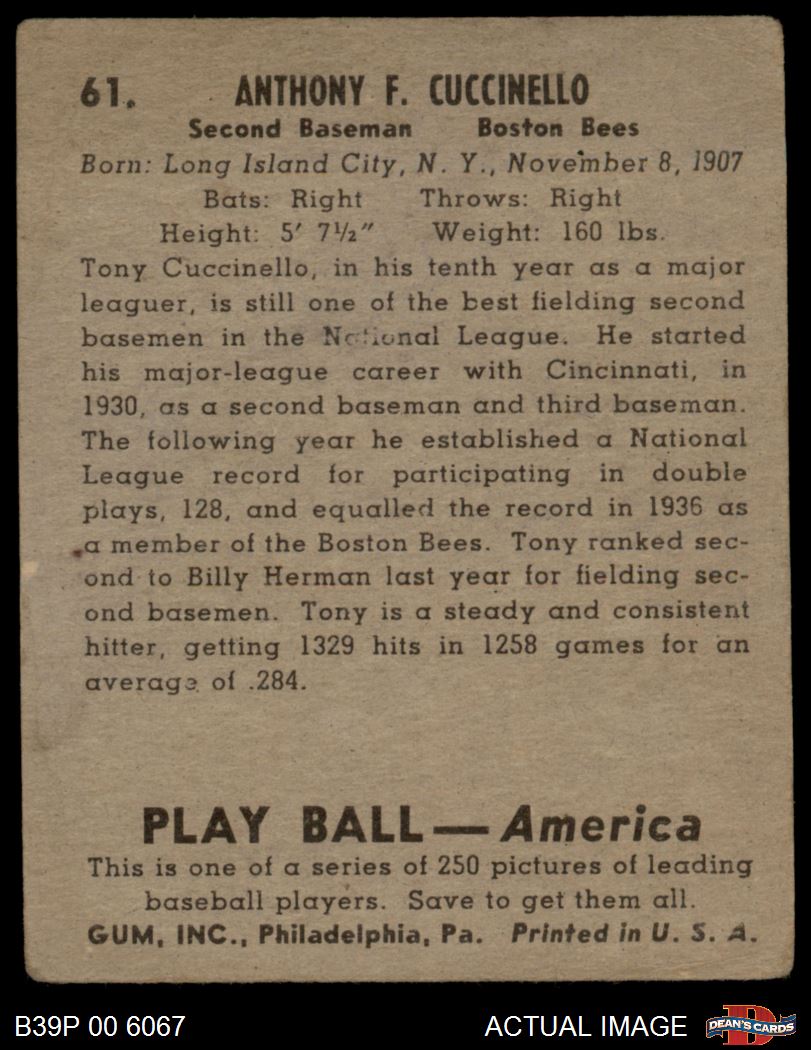 61. ANTHONY F. CUCCINELLO
Second Baseman Boston Bees
Born: Long Island City, N. Y., November 8, 1907
Bats: Right Throws: Right
Height: 5′ 7½″ Weight: 160 lbs.
Tony Cuccinello, in his tenth year as a major
leaguer, is still one of the best fielding second
basemen in the National League. He started
his major-league career with Cincinnati, in
1930, as a second baseman and third baseman.
The following year he established a National
League record for participating in double
plays, 128, and equalled the record in 1936 as
a member of the Boston Bees. Tony ranked sec-
ond to Billy Herman last year for fielding sec-
ond basemen. Tony is a steady and consistent
hitter, getting 1329 hits in 1258 games for an
average of .284.
PLAY BALL — America
This is one of a series of 250 pictures of leading
baseball players. Save to get them all.
GUM, INC., Philadelphia, Pa. Printed in U. S. A.
B39P 00 6067 ACTUAL IMAGE DEAN'S CARDS